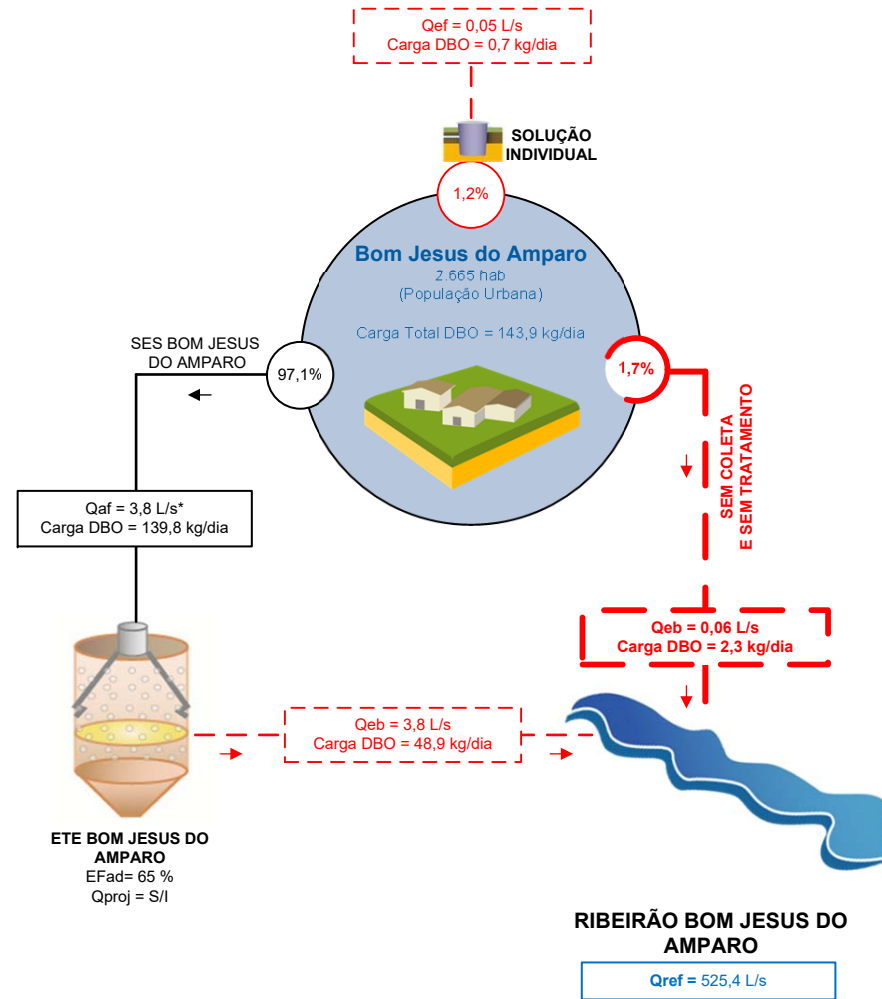 Qef = 0,05 L/s
Carga DBO = 0,7 kg/dia
SOLUÇÃO
INDIVIDUAL
1,2%
Bom Jesus do Amparo
2.665 hab
(População Urbana)
Carga Total DBO = 143,9 kg/dia
SES BOM JESUS
DO AMPARO
97,1%
1,7%
SEM COLETA
E SEM TRATAMENTO
Qaf = 3,8 L/s*
Carga DBO = 139,8 kg/dia
Qeb = 0,06 L/s
Carga DBO = 2,3 kg/dia
Qeb = 3,8 L/s
Carga DBO = 48,9 kg/dia
ETE BOM JESUS DO
AMPARO
EFad= 65 %
Qproj = S/I
RIBEIRÃO BOM JESUS DO
AMPARO
Qref = 525,4 L/s